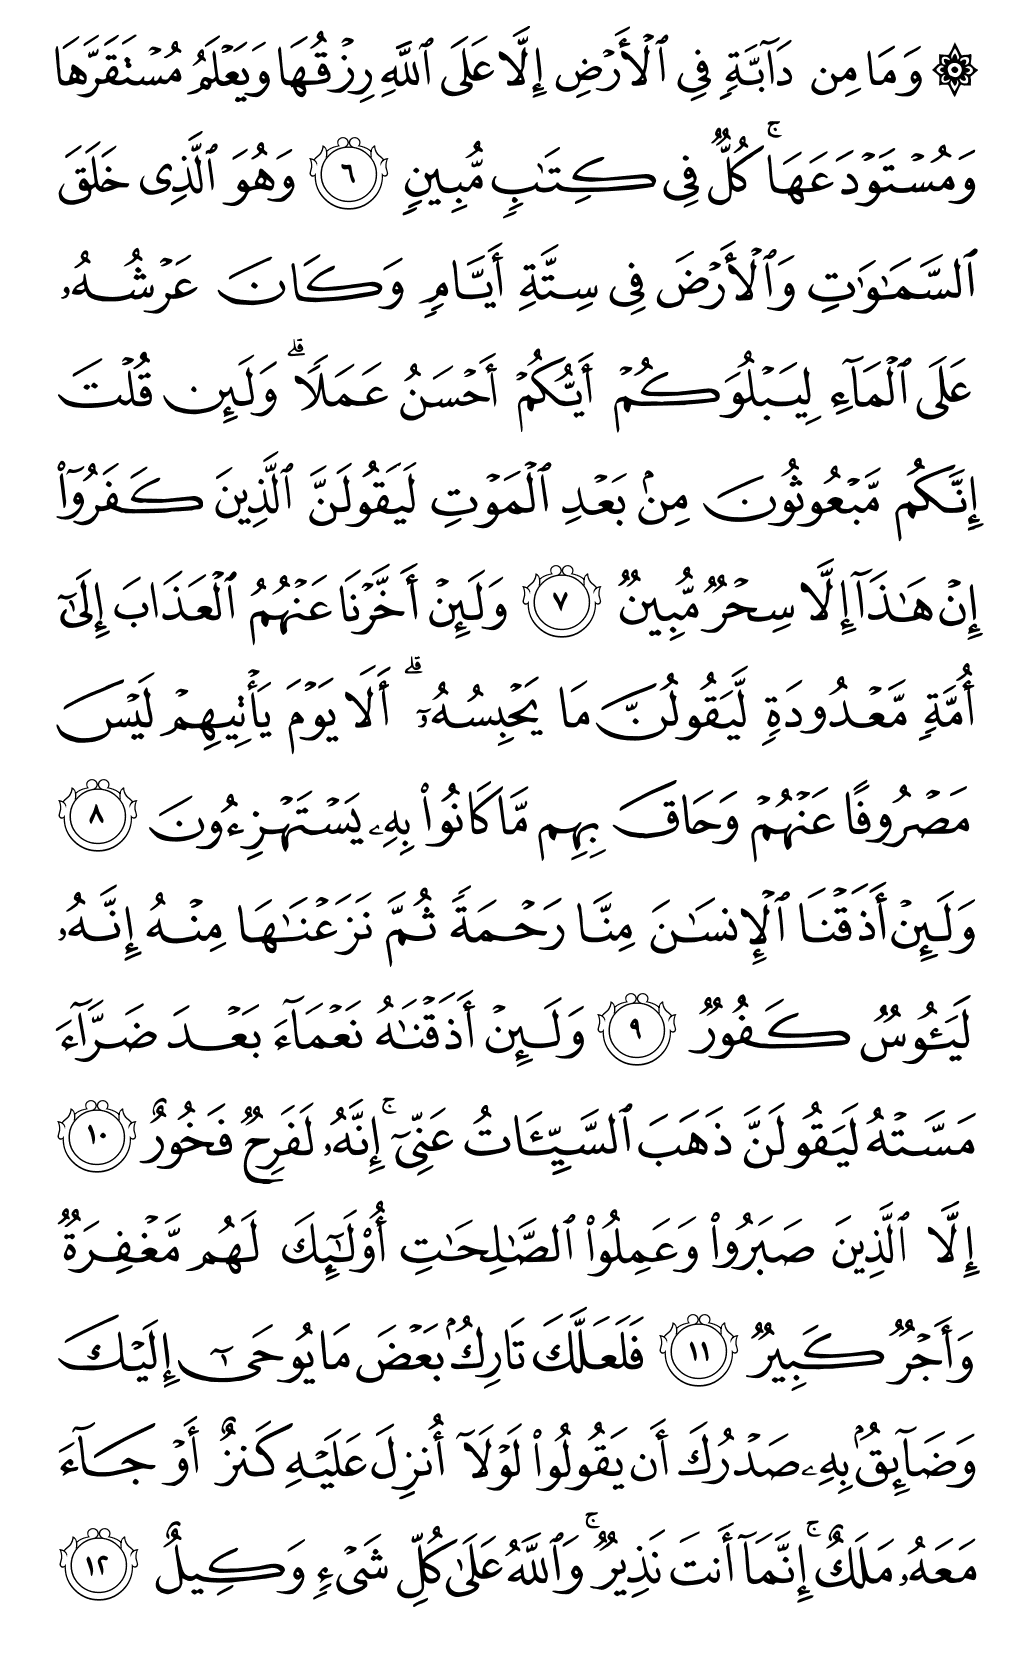 ۞ وَمَا مِن دَآبَّةٍ فِي ٱلْأَرْضِ إِلَّا عَلَى ٱللَّهِ رِزْقُهَا وَيَعْلَمُ مُسْتَقَرَّهَا
وَمُسْتَوْدَعَهَا ۚ كُلٌّ فِي كِتَٰبٍ مُّبِينٍ ٦ وَهُوَ ٱلَّذِي خَلَقَ
ٱلسَّمَٰوَٰتِ وَٱلْأَرْضَ فِي سِتَّةِ أَيَّامٍ وَكَانَ عَرْشُهُۥ
عَلَى ٱلْمَآءِ لِيَبْلُوَكُمْ أَيُّكُمْ أَحْسَنُ عَمَلًا ۗ وَلَئِن قُلْتَ
إِنَّكُم مَّبْعُوثُونَ مِنۢ بَعْدِ ٱلْمَوْتِ لَيَقُولَنَّ ٱلَّذِينَ كَفَرُوٓا۟
إِنْ هَٰذَآ إِلَّا سِحْرٌ مُّبِينٌ ٧ وَلَئِنْ أَخَّرْنَا عَنْهُمُ ٱلْعَذَابَ إِلَىٰٓ
أُمَّةٍ مَّعْدُودَةٍ لَّيَقُولُنَّ مَا يَحْبِسُهُۥٓ ۗ أَلَا يَوْمَ يَأْتِيهِمْ لَيْسَ
مَصْرُوفًا عَنْهُمْ وَحَاقَ بِهِم مَّا كَانُوا۟ بِهِۦ يَسْتَهْزِءُونَ ٨
وَلَئِنْ أَذَقْنَا ٱلْإِنسَٰنَ مِنَّا رَحْمَةً ثُمَّ نَزَعْنَٰهَا مِنْهُ إِنَّهُۥ
لَيَـُٔوسٌ كَفُورٌ ٩ وَلَئِنْ أَذَقْنَٰهُ نَعْمَآءَ بَعْدَ ضَرَّآءَ
مَسَّتْهُ لَيَقُولَنَّ ذَهَبَ ٱلسَّيِّـَٔاتُ عَنِّيٓ ۚ إِنَّهُۥ لَفَرِحٌ فَخُورٌ ١٠
إِلَّا ٱلَّذِينَ صَبَرُوا۟ وَعَمِلُوا۟ ٱلصَّٰلِحَٰتِ أُو۟لَٰٓئِكَ لَهُم مَّغْفِرَةٌ
وَأَجْرٌ كَبِيرٌ ١١ فَلَعَلَّكَ تَارِكٌۢ بَعْضَ مَا يُوحَىٰٓ إِلَيْكَ
وَضَآئِقٌۢ بِهِۦ صَدْرُكَ أَن يَقُولُوا۟ لَوْلَآ أُنزِلَ عَلَيْهِ كَنزٌ أَوْ جَآءَ
مَعَهُۥ مَلَكٌ ۚ إِنَّمَآ أَنتَ نَذِيرٌ ۚ وَٱللَّهُ عَلَىٰ كُلِّ شَيْءٍ وَكِيلٌ ١٢